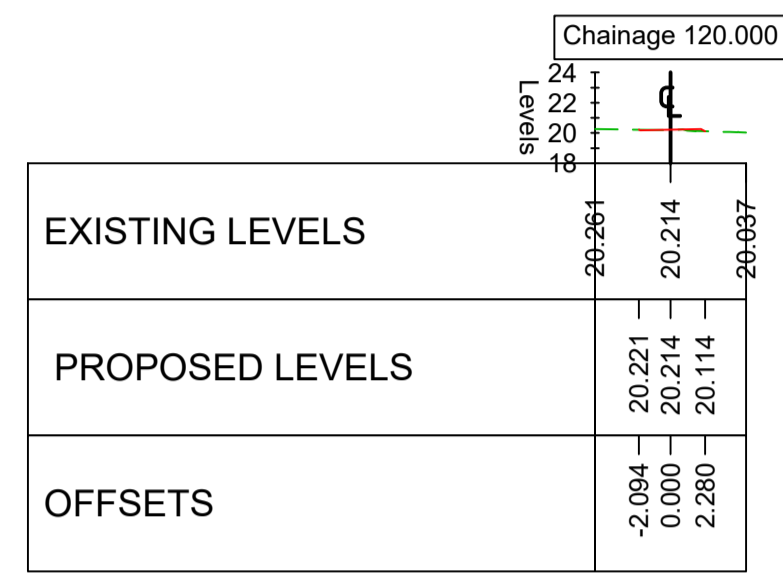 Chainage 120.000
Levels
24
22
20
18
℄
EXISTING LEVELS
20.261
20.214
20.037
PROPOSED LEVELS
20.221
20.214
20.114
OFFSETS
-2.094
0.000
2.280